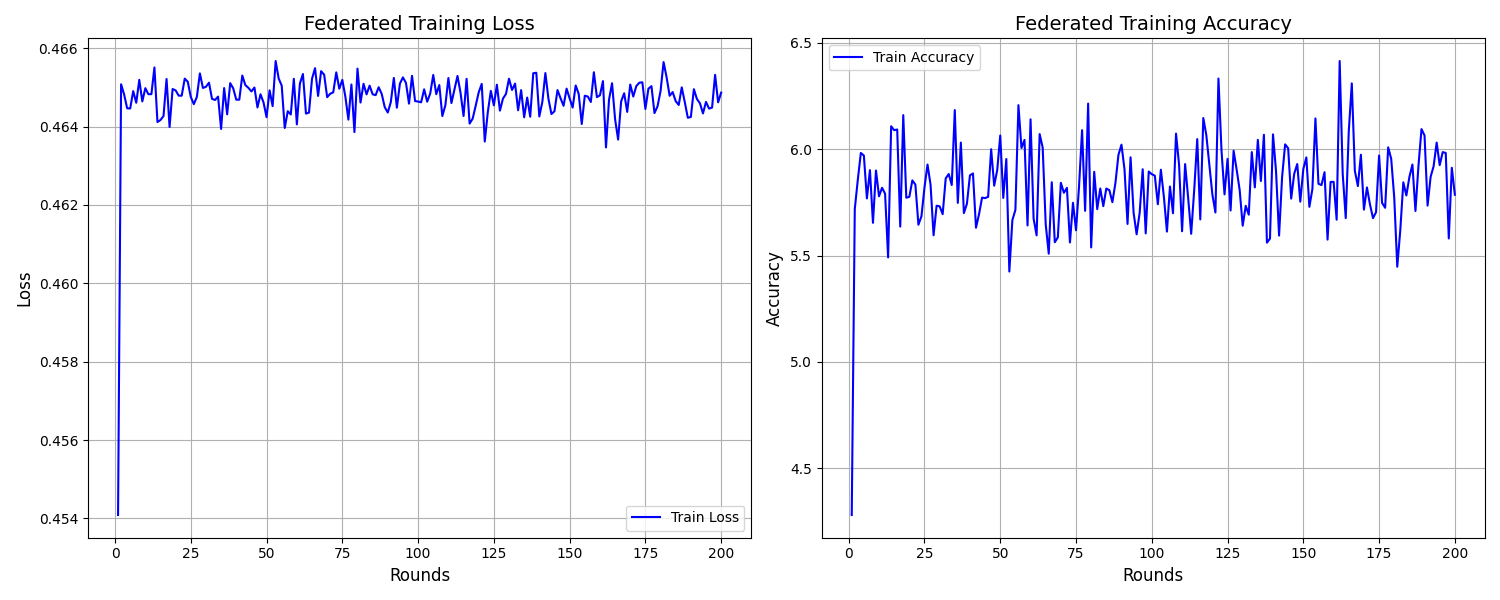 Federated Training Loss
0.466
0.464
0.462
0.460
0.458
0.456
0.454
Loss
Train Loss
0 25 50 75 100 125 150 175 200
Rounds
Federated Training Accuracy
6.5
6.0
5.5
5.0
4.5
Accuracy
Train Accuracy
0 25 50 75 100 125 150 175 200
Rounds